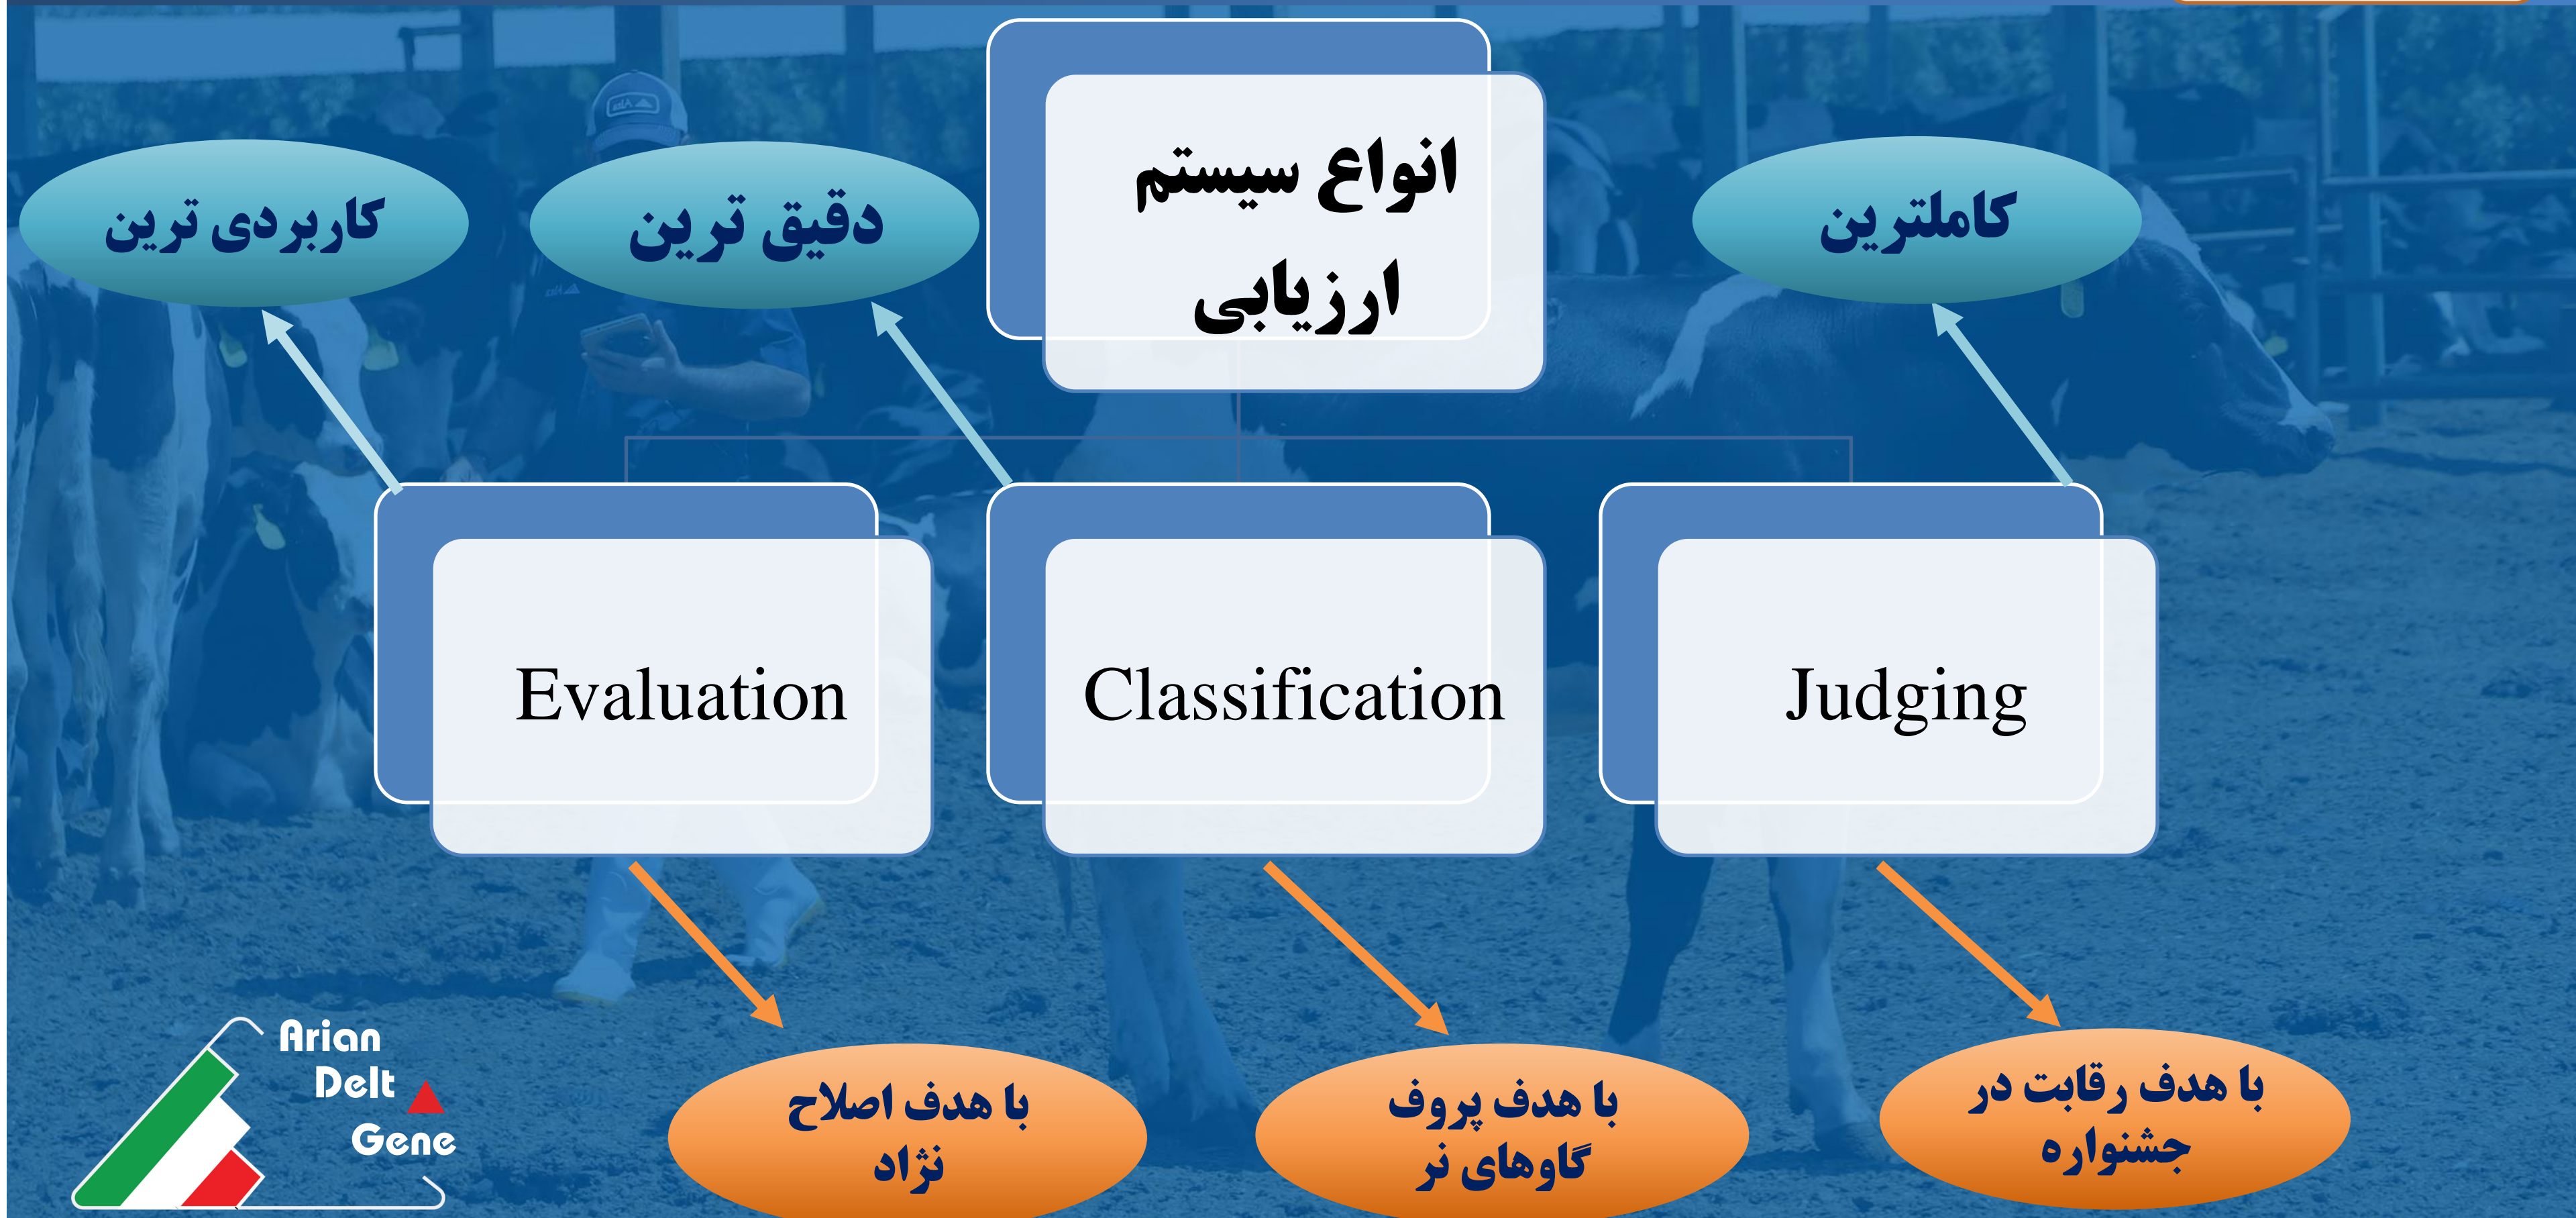 انواع سیستم
ارزیابی
کاملترین
دقیق ترین
کاربردی ترین
Evaluation
Classification
Judging
با هدف اصلاح
نژاد
با هدف پروف
گاوهای نر
با هدف رقابت در
جشنواره
Arian
Delt
Gene
Alta